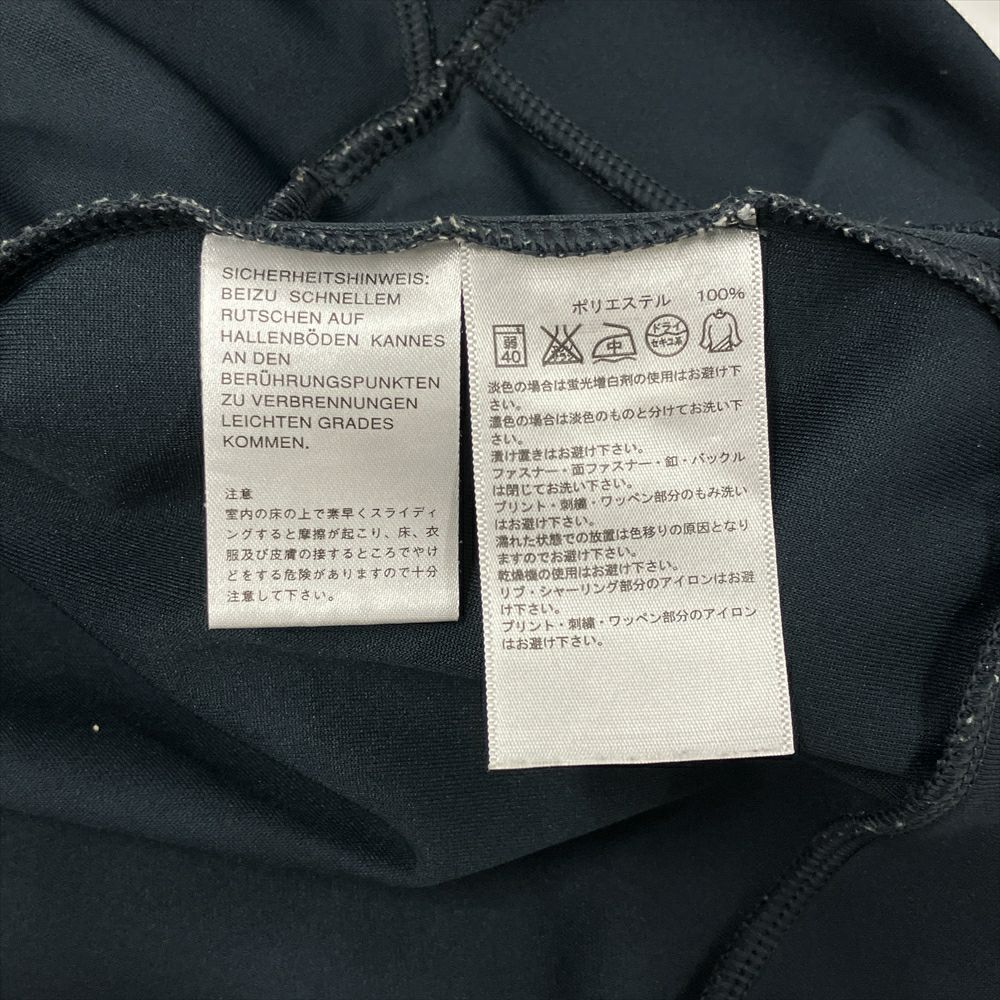 SICHERHEITSHINWEIS:
BEIZU SCHNELLEM
RUTSCHEN AUF
HALLENBÖDEN KANNES
AN DEN
BERÜHRUNGSPUNKTEN
ZU VERBRENNUNGEN
LEICHTEN GRADES
KOMMEN.
注意
室内の床の上で素早くスライディ
ングすると摩擦が起こり、床、衣
服及び皮膚の接するところでやけ
どをする危険がありますので十分
注意して下さい。
ポリエステル 100%
弱
40
中
ドライ
セキユ系
淡色の場合は蛍光増白剤の使用はお避け下
さい。
濃色の場合は淡色のものと分けてお洗い下
さい。
漬け置きはお避け下さい。
ファスナー・面ファスナー・釦・バックル
は閉じてお洗い下さい。
プリント・刺繍・ワッペン部分のもみ洗い
はお避け下さい。
濡れた状態での放置は色移りの原因となり
ますのでお避け下さい。
乾燥機の使用はお避け下さい。
リブ・シャーリング部分のアイロンはお避
け下さい。
プリント・刺繍・ワッペン部分のアイロン
はお避け下さい。